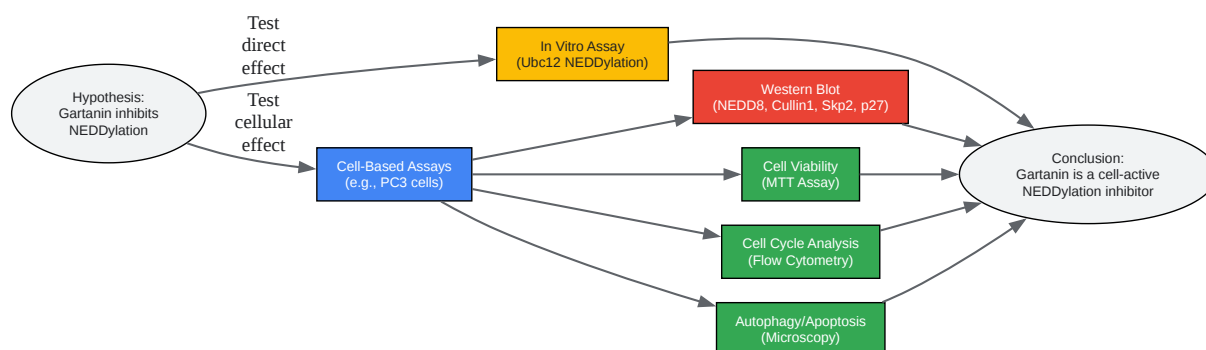 Hypothesis:
Gartanin inhibits
NEDDylation
Test
direct
effect
Test
cellular
effect
In Vitro Assay
(Ubc12 NEDDylation)
Cell-Based Assays
(e.g., PC3 cells)
Western Blot
(NEDD8, Cullin1, Skp2, p27)
Cell Viability
(MTT Assay)
Cell Cycle Analysis
(Flow Cytometry)
Autophagy/Apoptosis
(Microscopy)
Conclusion:
Gartanin is a cell-active
NEDDylation inhibitor